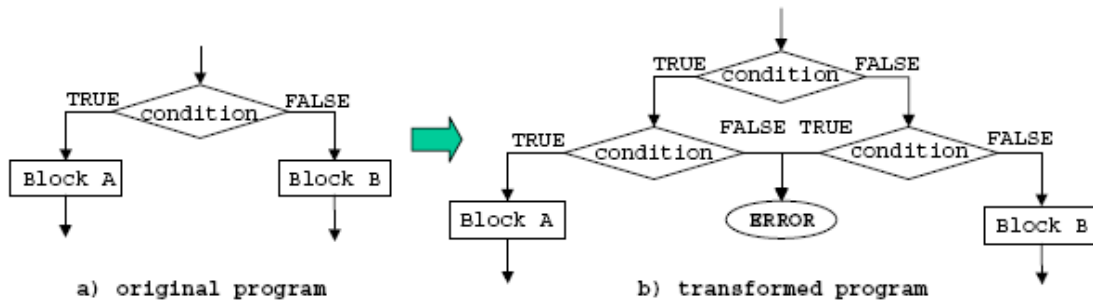 TRUE
condition
FALSE
Block A
Block B
a) original program
TRUE
condition
FALSE
TRUE
condition
FALSE TRUE
condition
FALSE
Block A
ERROR
Block B
b) transformed program